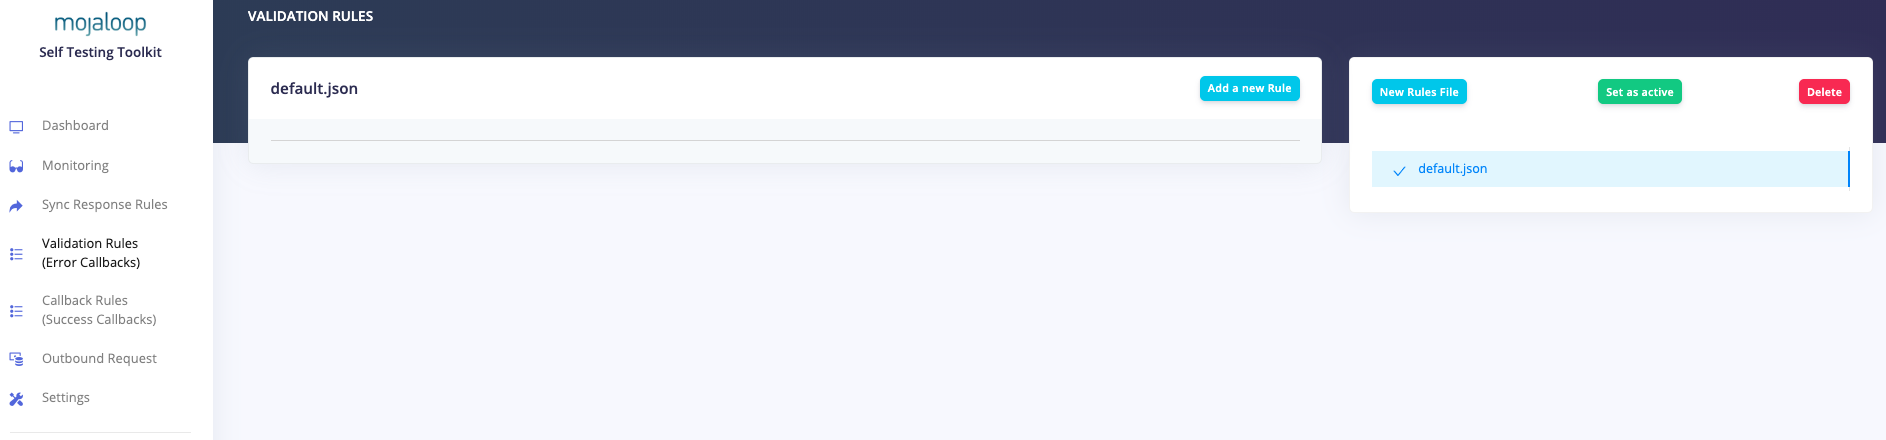 mojaloop
Self Testing Toolkit
Dashboard
Monitoring
Sync Response Rules
Validation Rules
(Error Callbacks)
Callback Rules
(Success Callbacks)
Outbound Request
Settings
VALIDATION RULES
default.json
Add a new Rule
New Rules File
Set as active
Delete
default.json